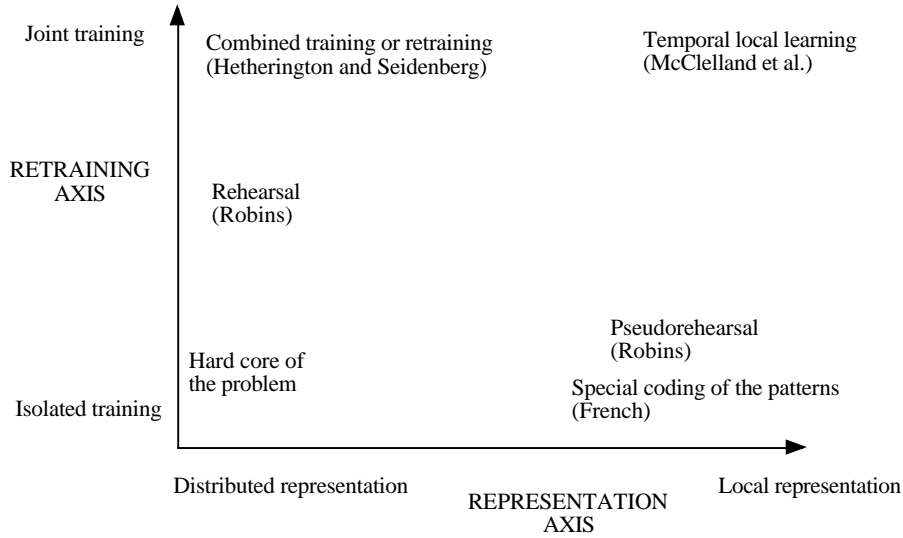 Joint training
Combined training or retraining
(Hetherington and Seidenberg)
Temporal local learning
(McClelland et al.)
RETRAINING
AXIS
Rehearsal
(Robins)
Pseudorehearsal
(Robins)
Hard core of
the problem
Special coding of the patterns
(French)
Isolated training
Distributed representation
REPRESENTATION
AXIS
Local representation